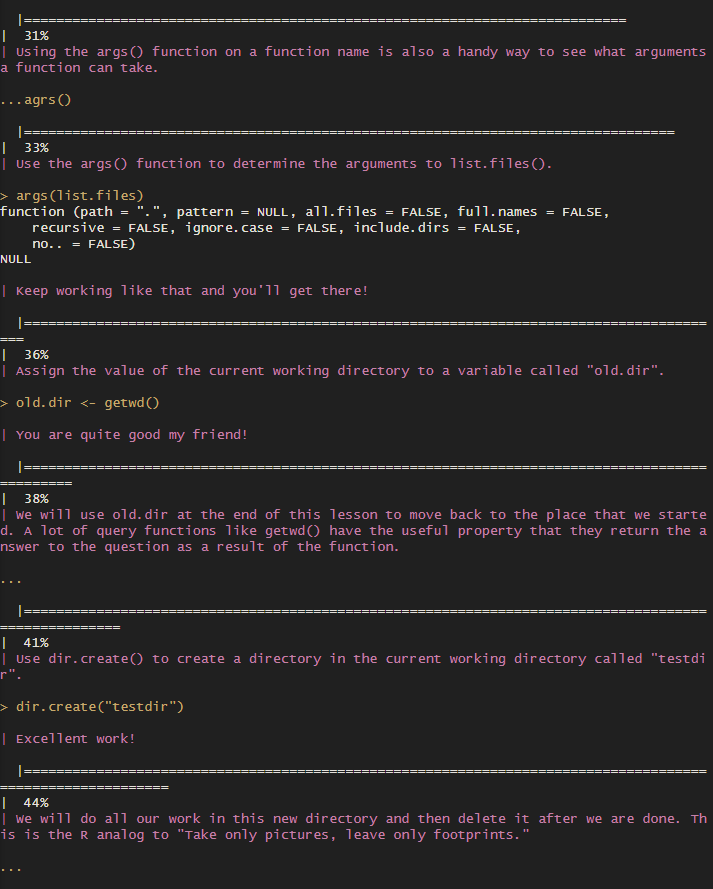 |==========================================================================
| 31%
| Using the args() function on a function name is also a handy way to see what arguments
a function can take.
...agrs()
|================================================================================
| 33%
| Use the args() function to determine the arguments to list.files().
> args(list.files)
function (path = ".", pattern = NULL, all.files = FALSE, full.names = FALSE,
recursive = FALSE, ignore.case = FALSE, include.dirs = FALSE,
no.. = FALSE)
NULL
| Keep working like that and you'll get there!
|=====================================================================================
===
| 36%
| Assign the value of the current working directory to a variable called "old.dir".
> old.dir <- getwd()
| You are quite good my friend!
|=====================================================================================
=========
| 38%
| We will use old.dir at the end of this lesson to move back to the place that we starte
d. A lot of query functions like getwd() have the useful property that they return the a
nswer to the question as a result of the function.
...
|=====================================================================================
===============
| 41%
| Use dir.create() to create a directory in the current working directory called "testdi
r".
> dir.create("testdir")
| Excellent work!
|=====================================================================================
=====================
| 44%
| We will do all our work in this new directory and then delete it after we are done. Th
is is the R analog to "Take only pictures, leave only footprints."
...